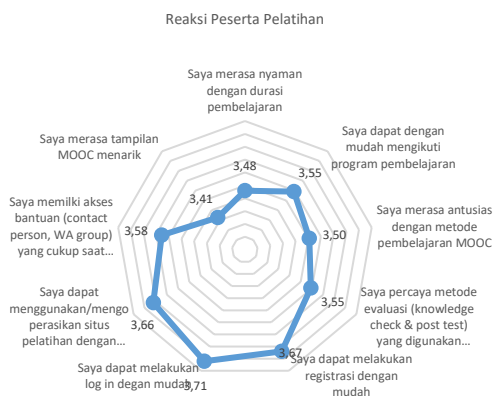 Reaksi Peserta Pelatihan
Saya merasa nyaman
dengan durasi
pembelajaran
3,48
Saya dapat dengan
mudah mengikuti
program pembelajaran
3,55
Saya merasa antusias
dengan metode
pembelajaran MOOC
3,50
Saya percaya metode
evaluasi (knowledge
check & post test)
yang digunakan...
3,55
Saya dapat melakukan
registrasi dengan
mudah
3,67
Saya dapat melakukan
log in degan mudah
3,71
Saya dapat
menggunakan/mengo
perasikan situs
pelatihan dengan...
3,66
Saya memilki akses
bantuan (contact
person, WA group)
yang cukup saat...
3,58
Saya merasa tampilan
MOOC menarik
3,41